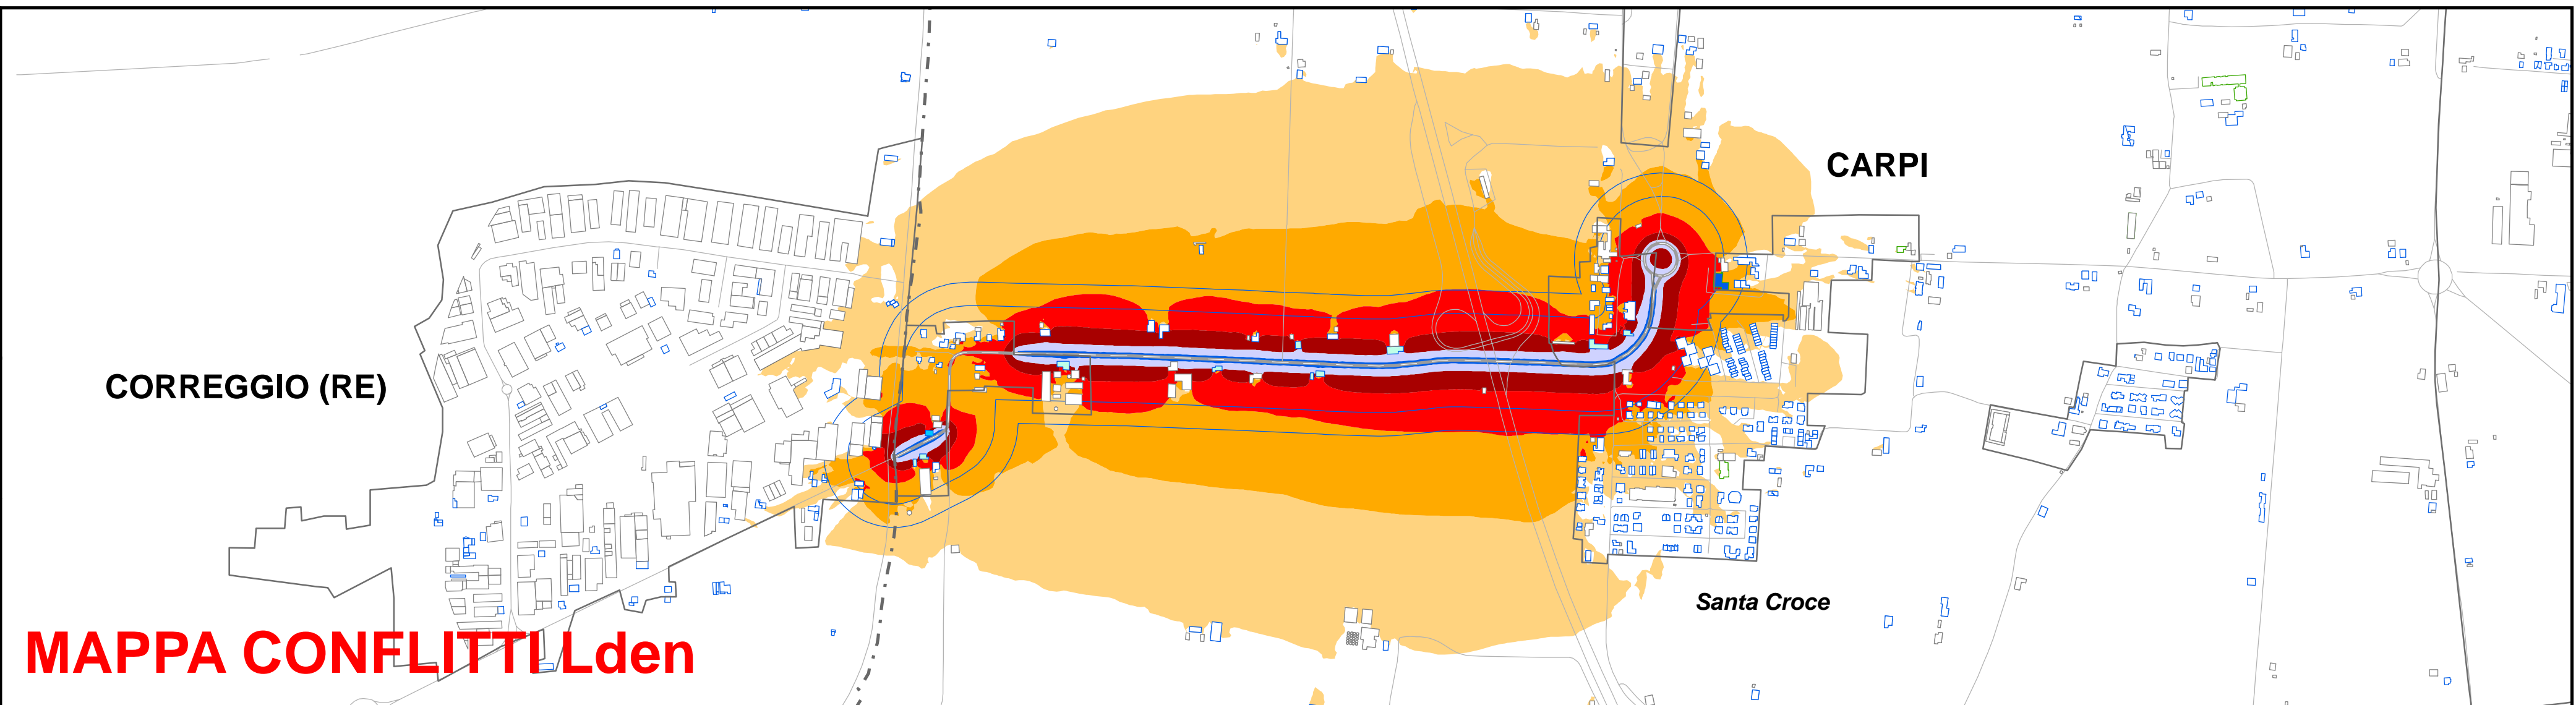 CARPI
CORREGGIO (RE)
Santa Croce
MAPPA CONFLITTI Lden